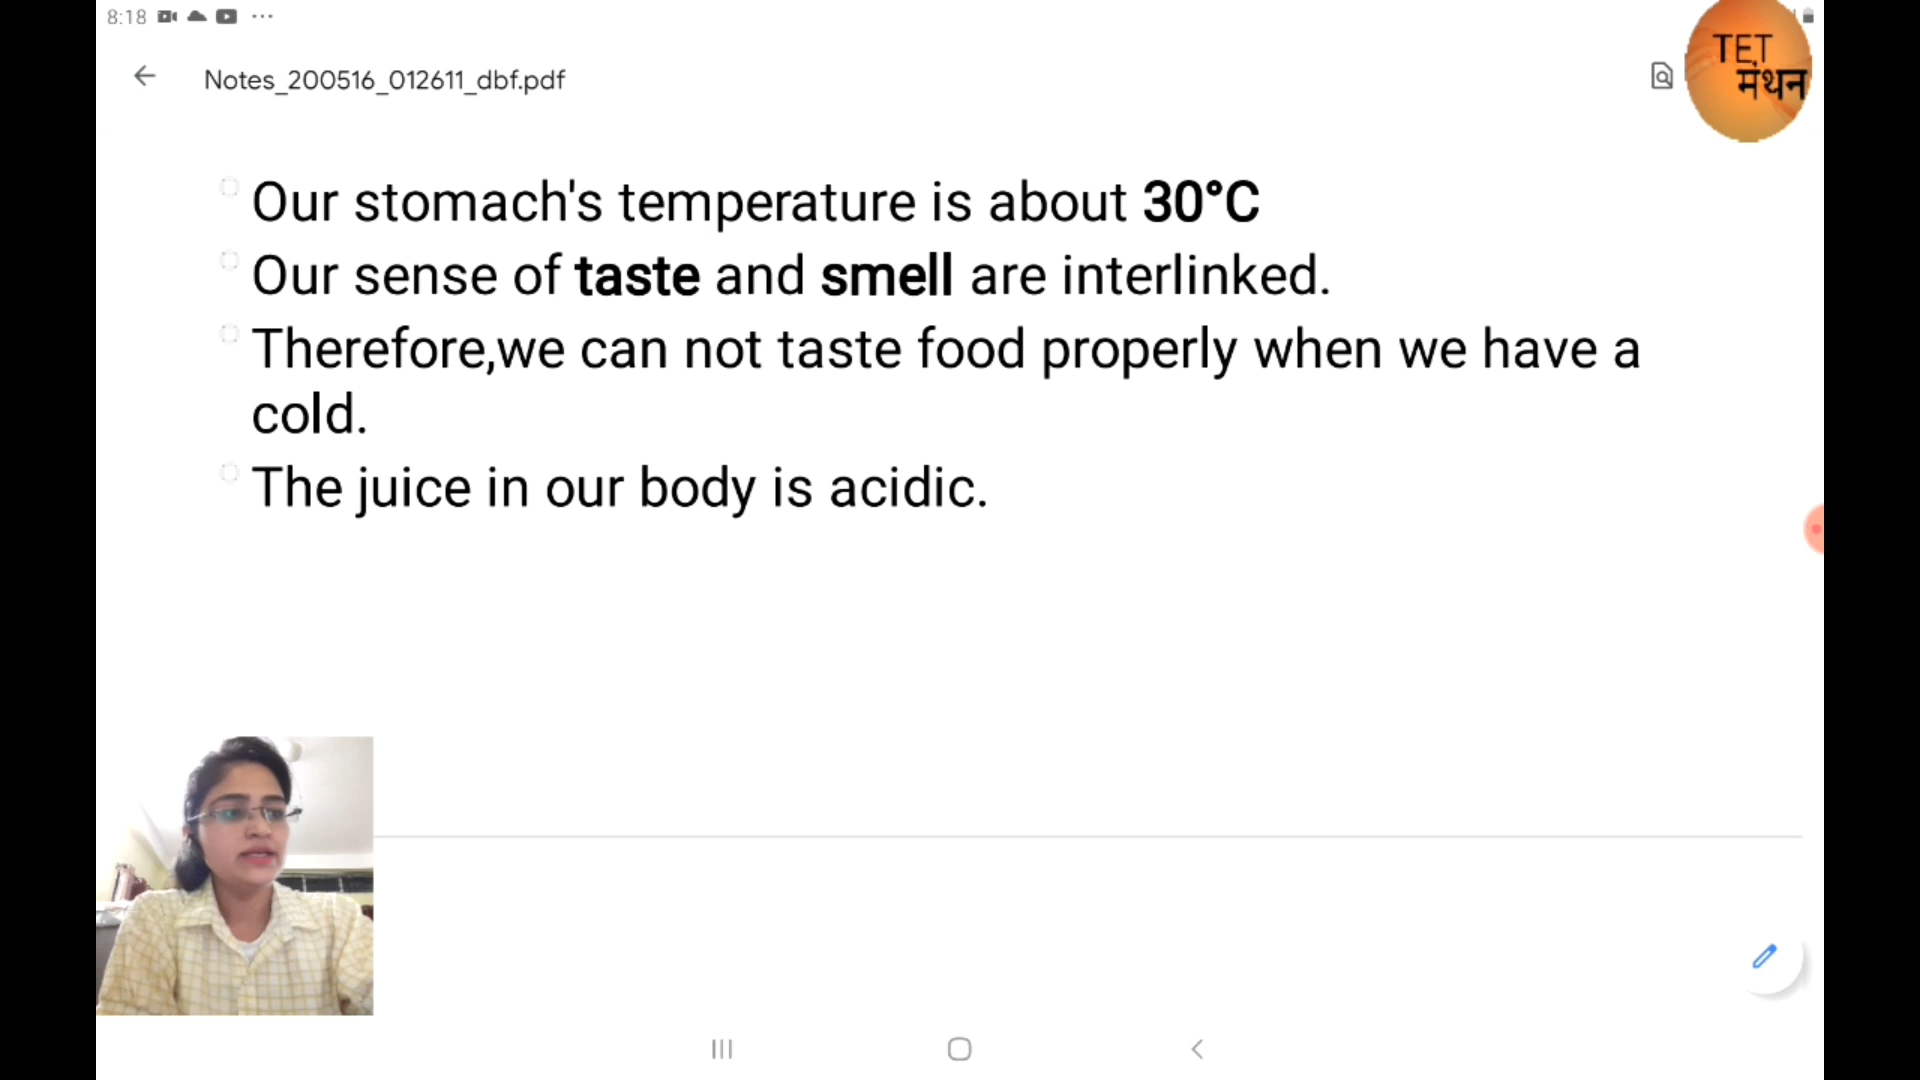 8:18
Notes_200516_012611_dbf.pdf
TET
मंथन
Our stomach's temperature is about 30°C
Our sense of taste and smell are interlinked.
Therefore,we can not taste food properly when we have a
cold.
The juice in our body is acidic.